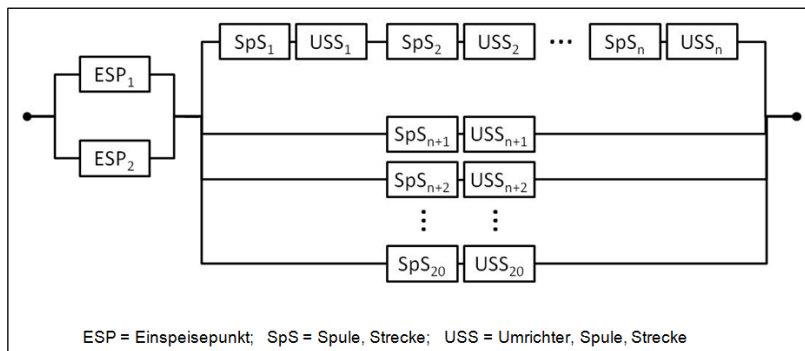 SpS₁ USS₁ SpS₂ USS₂ ... SpSₙ USSₙ
ESP₁
ESP₂
SpSₙ₊₁ USSₙ₊₁
SpSₙ₊₂ USSₙ₊₂
SpS₂₀ USS₂₀
ESP = Einspeisepunkt; SpS = Spule, Strecke; USS = Umrichter, Spule, Strecke